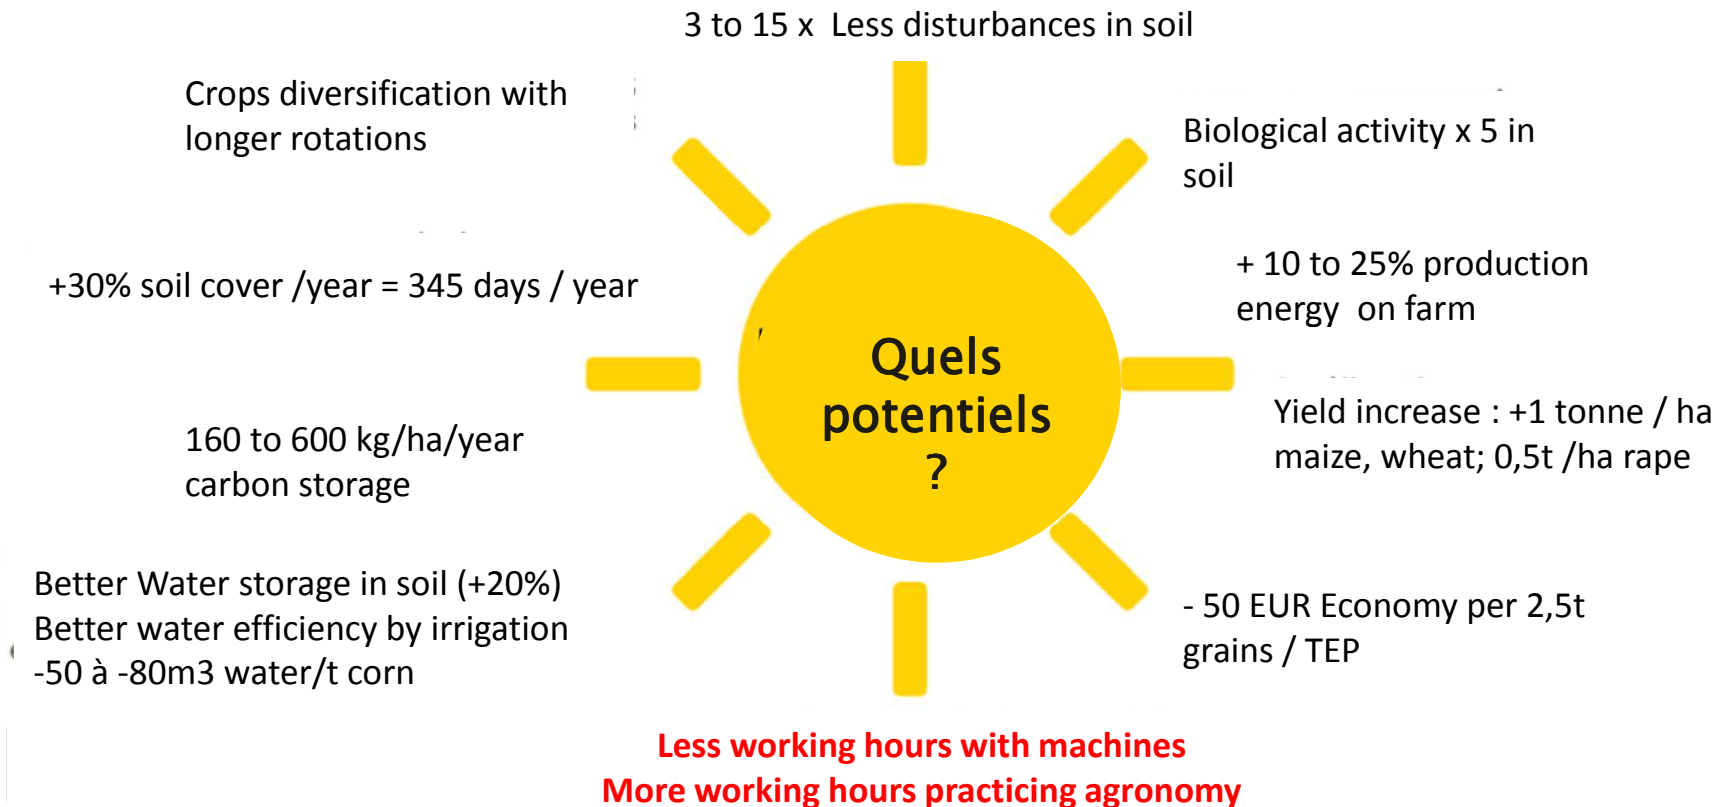 3 to 15 x Less disturbances in soil
Crops diversification with
longer rotations
Biological activity x 5 in
soil
+30% soil cover /year = 345 days / year
+ 10 to 25% production
energy on farm
Quels
potentiels
?
160 to 600 kg/ha/year
carbon storage
Yield increase : +1 tonne / ha
maize, wheat; 0,5t /ha rape
Better Water storage in soil (+20%)
Better water efficiency by irrigation
-50 à -80m3 water/t corn
- 50 EUR Economy per 2,5t
grains / TEP
Less working hours with machines
More working hours practicing agronomy